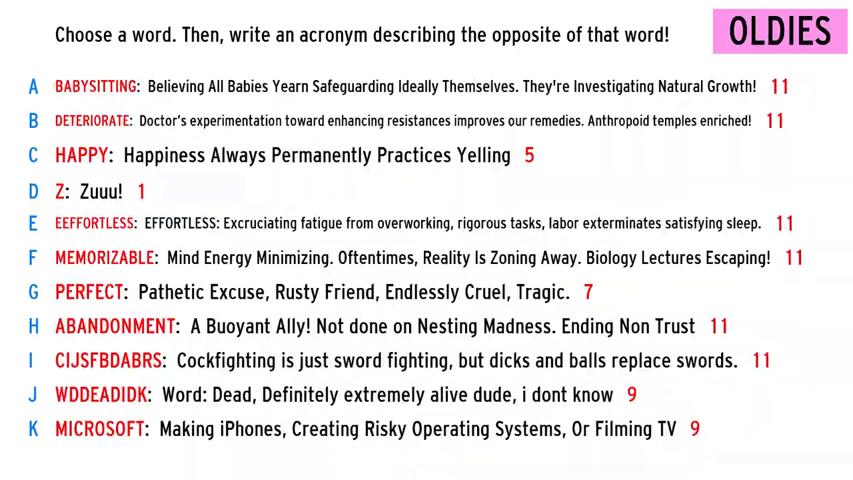 Choose a word. Then, write an acronym describing the opposite of that word!
OLDIES
A BABYSITTING: Believing All Babies Yearn Safeguarding Ideally Themselves. They're Investigating Natural Growth! 11
B DETERIORATE: Doctor's experimentation toward enhancing resistances improves our remedies. Anthropoid temples enriched! 11
C HAPPY: Happiness Always Permanently Practices Yelling 5
D Z: Zuuu! 1
E EEFFORTLESS: EFFORTLESS: Excruciating fatigue from overworking, rigorous tasks, labor exterminates satisfying sleep. 11
F MEMORIZABLE: Mind Energy Minimizing. Oftentimes, Reality Is Zoning Away. Biology Lectures Escaping! 11
G PERFECT: Pathetic Excuse, Rusty Friend, Endlessly Cruel, Tragic. 7
H ABANDONMENT: A Buoyant Ally! Not done on Nesting Madness. Ending Non Trust 11
I CIJSFBDABRS: Cockfighting is just sword fighting, but dicks and balls replace swords. 11
J WDDEADIDK: Word: Dead, Definitely extremely alive dude, i dont know 9
K MICROSOFT: Making iPhones, Creating Risky Operating Systems, Or Filming TV 9